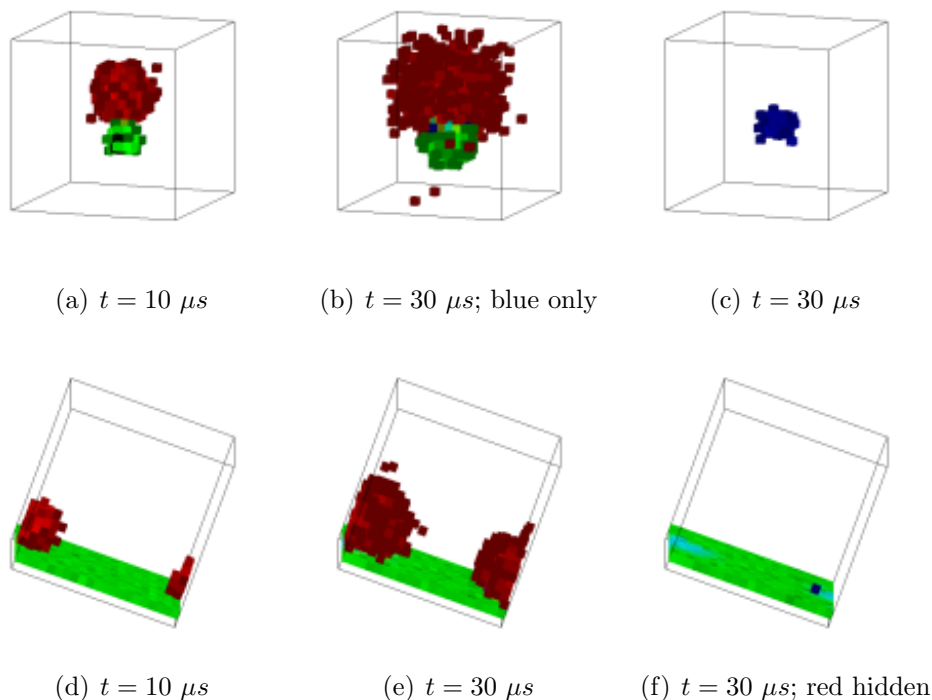 (a) t = 10 μs
(b) t = 30 μs; blue only
(c) t = 30 μs
(d) t = 10 μs
(e) t = 30 μs
(f) t = 30 μs; red hidden